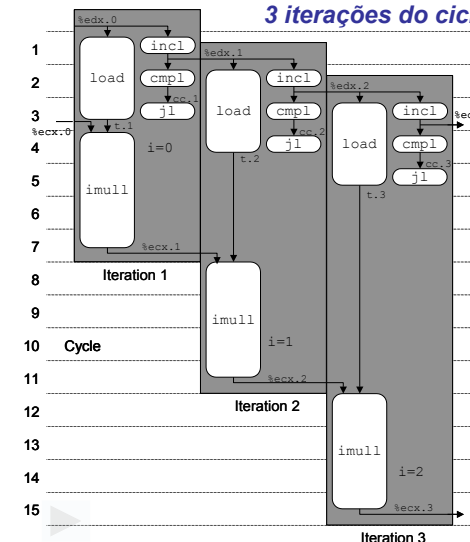 3 iterações do cic
%edx.0
1
incl
%edx.1
load
2
cmpl
incl
%edx.2
cc.1
jl
load
cmpl
incl
3
%ecx.0
t.1
cc.2
jl
load
cmpl
4
i=0
t.2
cc.3
jl
5
imull
t.3
6
7
%ecx.1
8
Iteration 1
9
imull
10
Cycle
i=1
11
%ecx.2
12
Iteration 2
13
imull
14
i=2
15
%ecx.3
Iteration 3